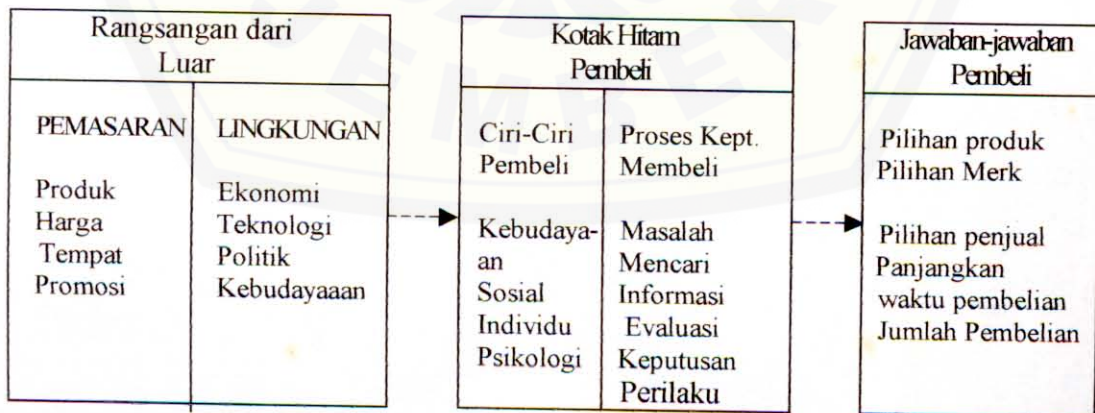 Rangsangan dari
Luar
PEMASARAN
Produk
Harga
Tempat
Promosi
LINGKUNGAN
Ekonomi
Teknologi
Politik
Kebudayaaan
Kotak Hitam
Pembeli
Ciri-Ciri
Pembeli
Kebudaya-
an
Sosial
Individu
Psikologi
Proses Kept.
Membeli
Masalah
Mencari
Informasi
Evaluasi
Keputusan
Perilaku
Jawaban-jawaban
Pembeli
Pilihan produk
Pilihan Merk
Pilihan penjual
Panjangkan
waktu pembelian
Jumlah Pembelian